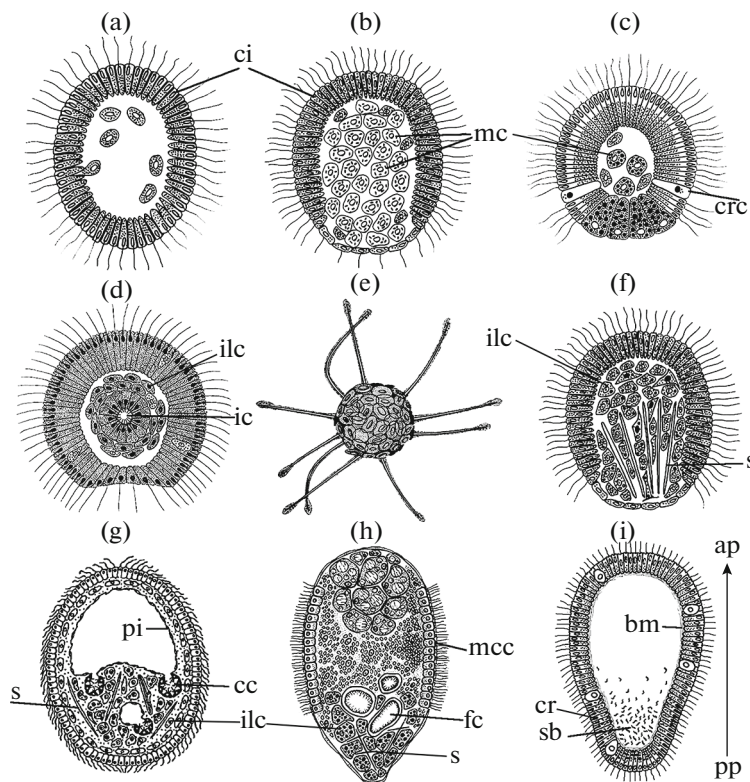 (a) (b) (c)
ci
mc
crc
(d) (e) (f)
ilc ilc
ic
s
(g) (h) (i)
ap
pi bm
mcc
cc
s cr
ilc fc sb
s
pp